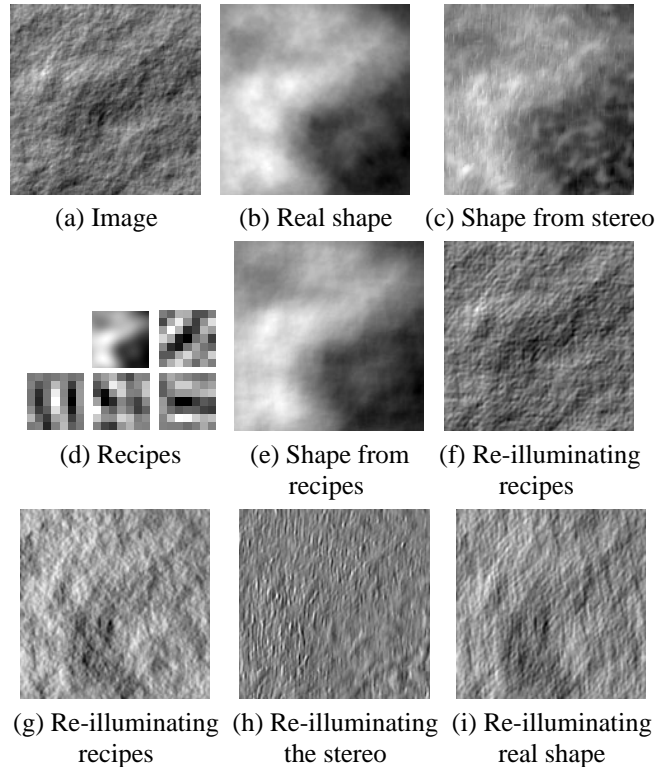 (a) Image
(b) Real shape
(c) Shape from stereo
(d) Recipes
(e) Shape from
recipes
(f) Re-illuminating
recipes
(g) Re-illuminating
recipes
(h) Re-illuminating
the stereo
(i) Re-illuminating
real shape